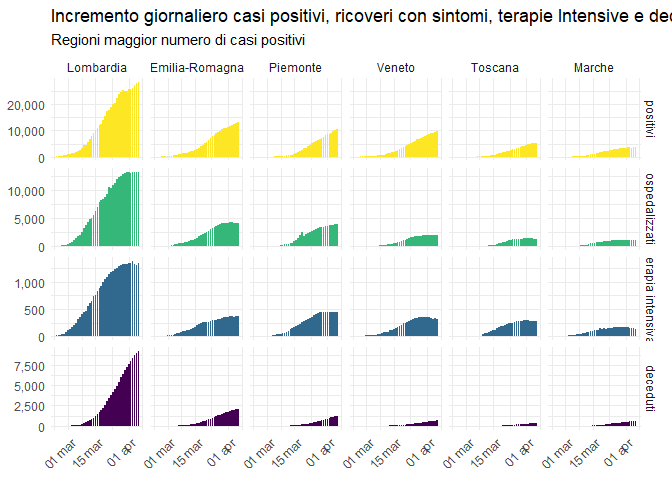 Incremento giornaliero casi positivi, ricoveri con sintomi, terapie Intensive e dec
Regioni maggior numero di casi positivi
Lombardia Emilia-Romagna Piemonte Veneto Toscana Marche
20,000
10,000
0
positivi
10,000
5,000
0
ospedalizzati
1,000
500
0
erapia intensiva
7,500
5,000
2,500
0
deceduti
01 mar 15 mar 01 apr 01 mar 15 mar 01 apr 01 mar 15 mar 01 apr 01 mar 15 mar 01 apr 01 mar 15 mar 01 apr 01 mar 15 mar 01 apr